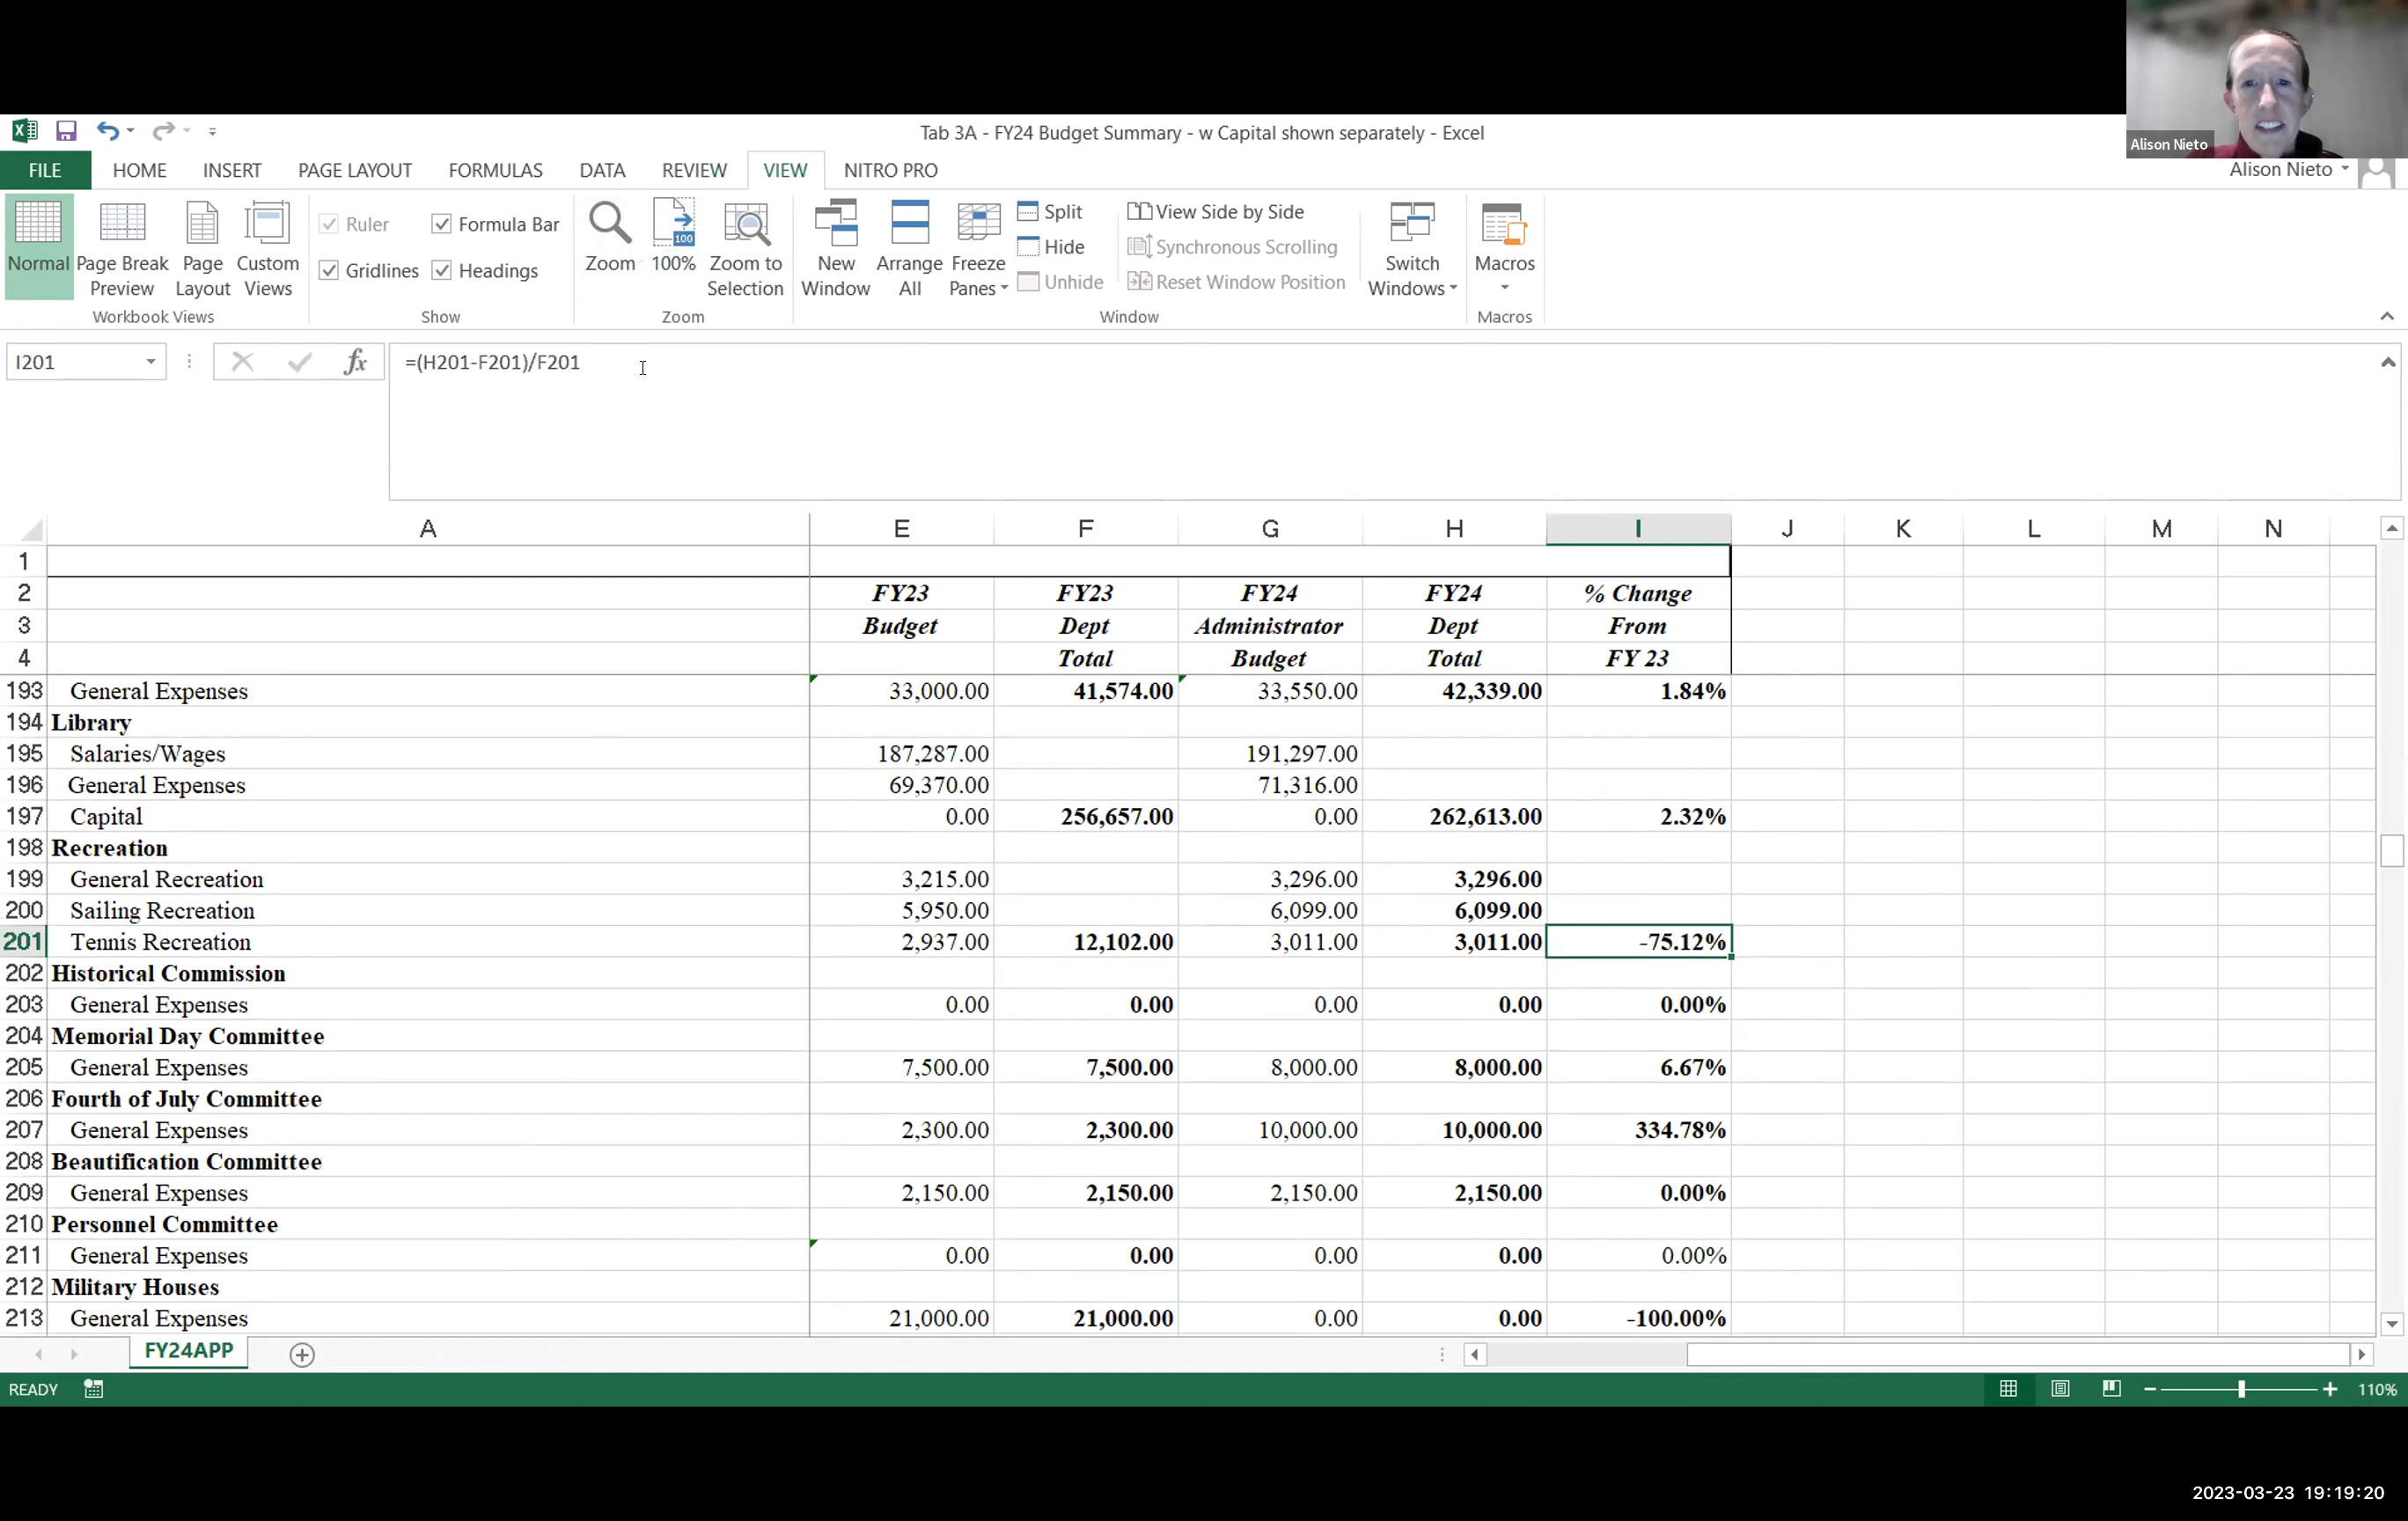 Alison Nieto
Tab 3A - FY24 Budget Summary - w Capital shown separately - Excel
FILE HOME INSERT PAGE LAYOUT FORMULAS DATA REVIEW VIEW NITRO PRO Alison Nieto
Normal Page Break Preview Page Layout Custom Views
Workbook Views
Ruler Formula Bar
Gridlines Headings
Show
Zoom 100% Zoom to Selection
100
Zoom
New Window Arrange All Freeze Panes
Split
Hide
Unhide
View Side by Side
Synchronous Scrolling
Reset Window Position
Switch Windows
Window
Macros
Macros
I201 fx =(H201-F201)/F201
A E F G H I J K L M N
1
2 FY23 FY23 FY24 FY24 % Change
3 Budget Dept Administrator Dept From
4 Total Budget Total FY 23
193 General Expenses 33,000.00 41,574.00 33,550.00 42,339.00 1.84%
194 Library
195 Salaries/Wages 187,287.00 191,297.00
196 General Expenses 69,370.00 71,316.00
197 Capital 0.00 256,657.00 0.00 262,613.00 2.32%
198 Recreation
199 General Recreation 3,215.00 3,296.00 3,296.00
200 Sailing Recreation 5,950.00 6,099.00 6,099.00
201 Tennis Recreation 2,937.00 12,102.00 3,011.00 3,011.00 -75.12%
202 Historical Commission
203 General Expenses 0.00 0.00 0.00 0.00 0.00%
204 Memorial Day Committee
205 General Expenses 7,500.00 7,500.00 8,000.00 8,000.00 6.67%
206 Fourth of July Committee
207 General Expenses 2,300.00 2,300.00 10,000.00 10,000.00 334.78%
208 Beautification Committee
209 General Expenses 2,150.00 2,150.00 2,150.00 2,150.00 0.00%
210 Personnel Committee
211 General Expenses 0.00 0.00 0.00 0.00 0.00%
212 Military Houses
213 General Expenses 21,000.00 21,000.00 0.00 0.00 -100.00%
FY24APP
READY 110%
2023-03-23 19:19:20